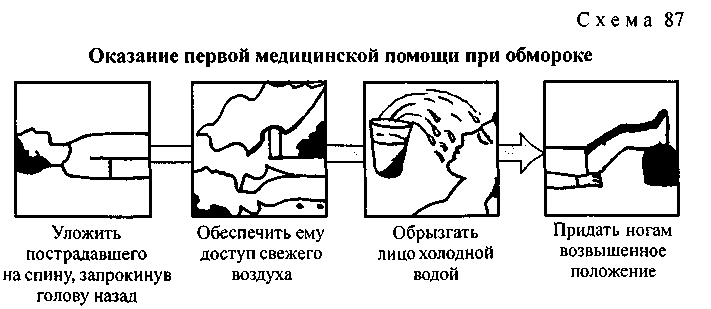 Схема 87
Оказание первой медицинской помощи при обмороке
Уложить
пострадавшего
на спину, запрокинув
голову назад
Обеспечить ему
доступ свежего
воздуха
Обрызгать
лицо холодной
водой
Придать ногам
возвышенное
положение